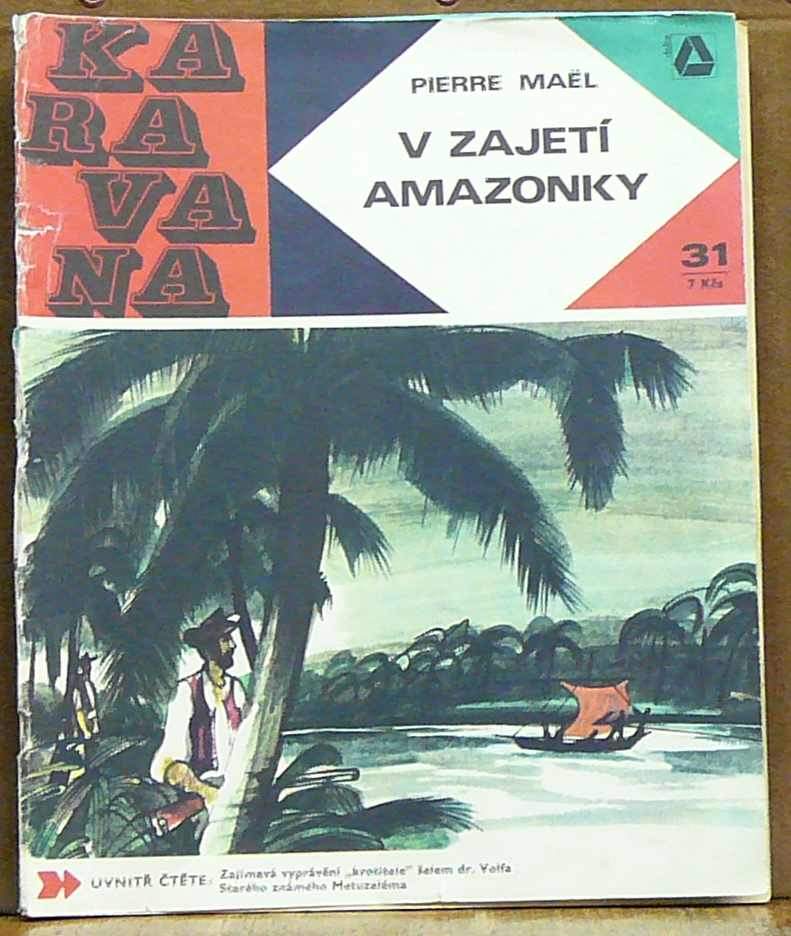 KA
RA
VA
NA
PIERRE MAËL
V ZAJETÍ
AMAZONKY
31
7 Kčs
UVNITŘ ČTĚTE: Zajímavá vyprávění „krotitele" šelem dr. Volfa
Starého známého Metuzaléma